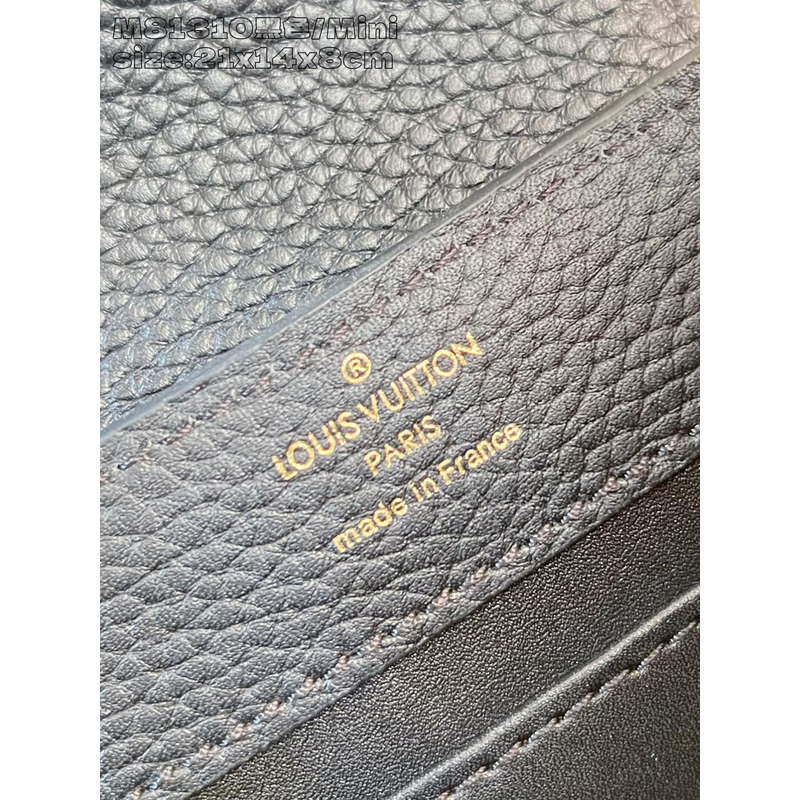 M81310黑色/Mini
size:21x14x8cm
®
LOUIS VUITTON
PARIS
made in France